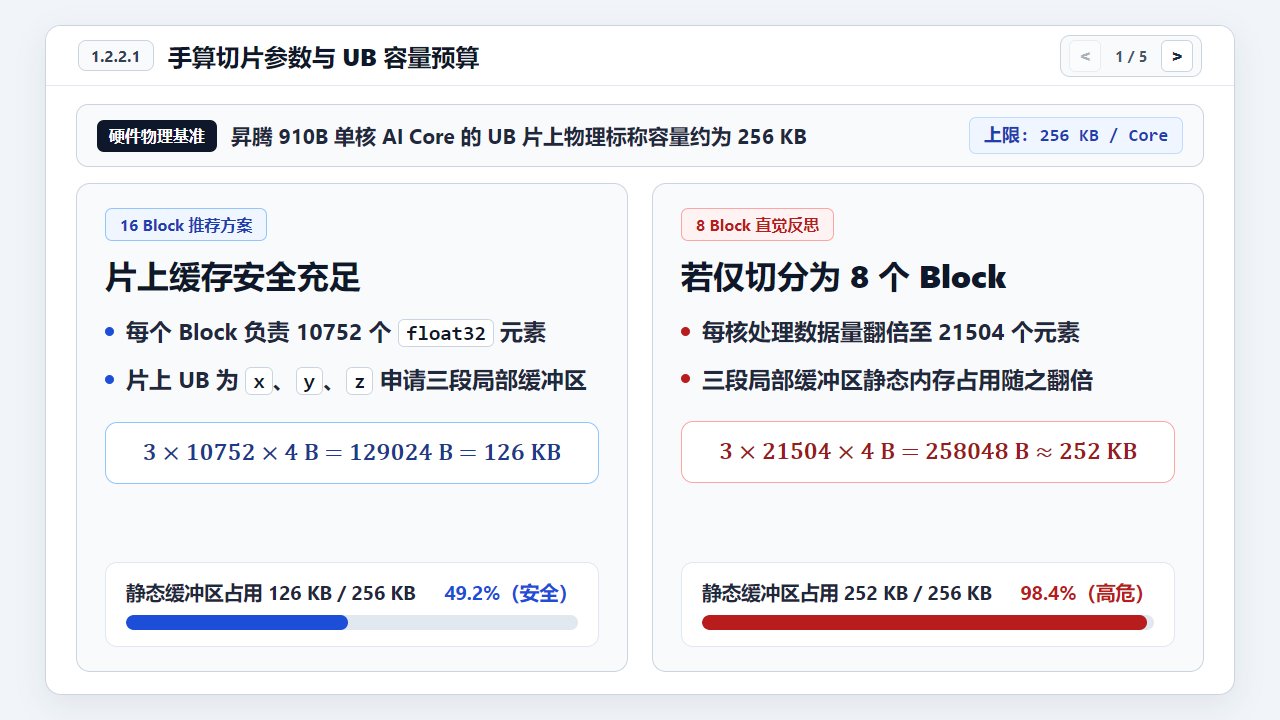 1.2.2.1 手算切片参数与 UB 容量预算 < 1 / 5 >
硬件物理基准 昇腾 910B 单核 AI Core 的 UB 片上物理标称容量约为 256 KB 上限: 256 KB / Core
16 Block 推荐方案
片上缓存安全充足
• 每个 Block 负责 10752 个 float32 元素
• 片上 UB 为 x、y、z 申请三段局部缓冲区
3 × 10752 × 4 B = 129024 B = 126 KB
静态缓冲区占用 126 KB / 256 KB 49.2%（安全）
8 Block 直觉反思
若仅切分为 8 个 Block
• 每核处理数据量翻倍至 21504 个元素
• 三段局部缓冲区静态内存占用随之翻倍
3 × 21504 × 4 B = 258048 B ≈ 252 KB
静态缓冲区占用 252 KB / 256 KB 98.4%（高危）